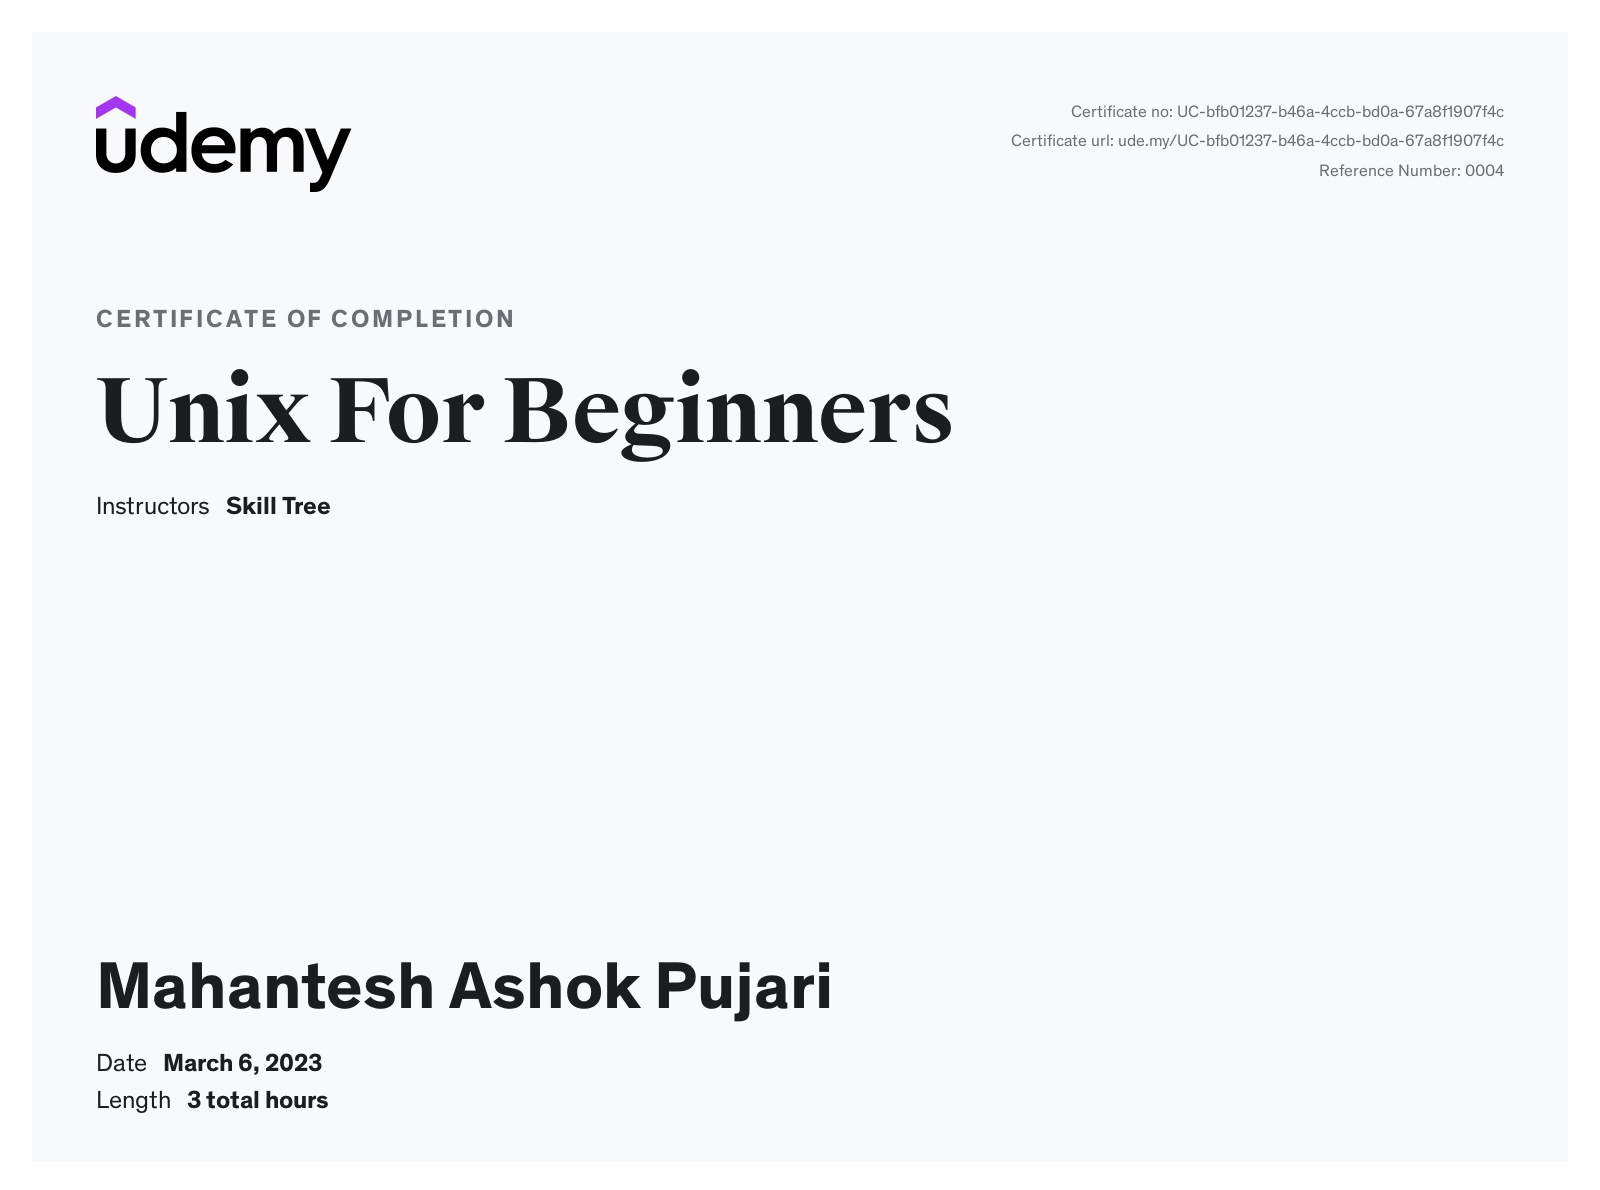 udemy
Certificate no: UC-bfb01237-b46a-4ccb-bd0a-67a8f1907f4c
Certificate url: ude.my/UC-bfb01237-b46a-4ccb-bd0a-67a8f1907f4c
Reference Number: 0004
CERTIFICATE OF COMPLETION
Unix For Beginners
Instructors Skill Tree
Mahantesh Ashok Pujari
Date March 6, 2023
Length 3 total hours